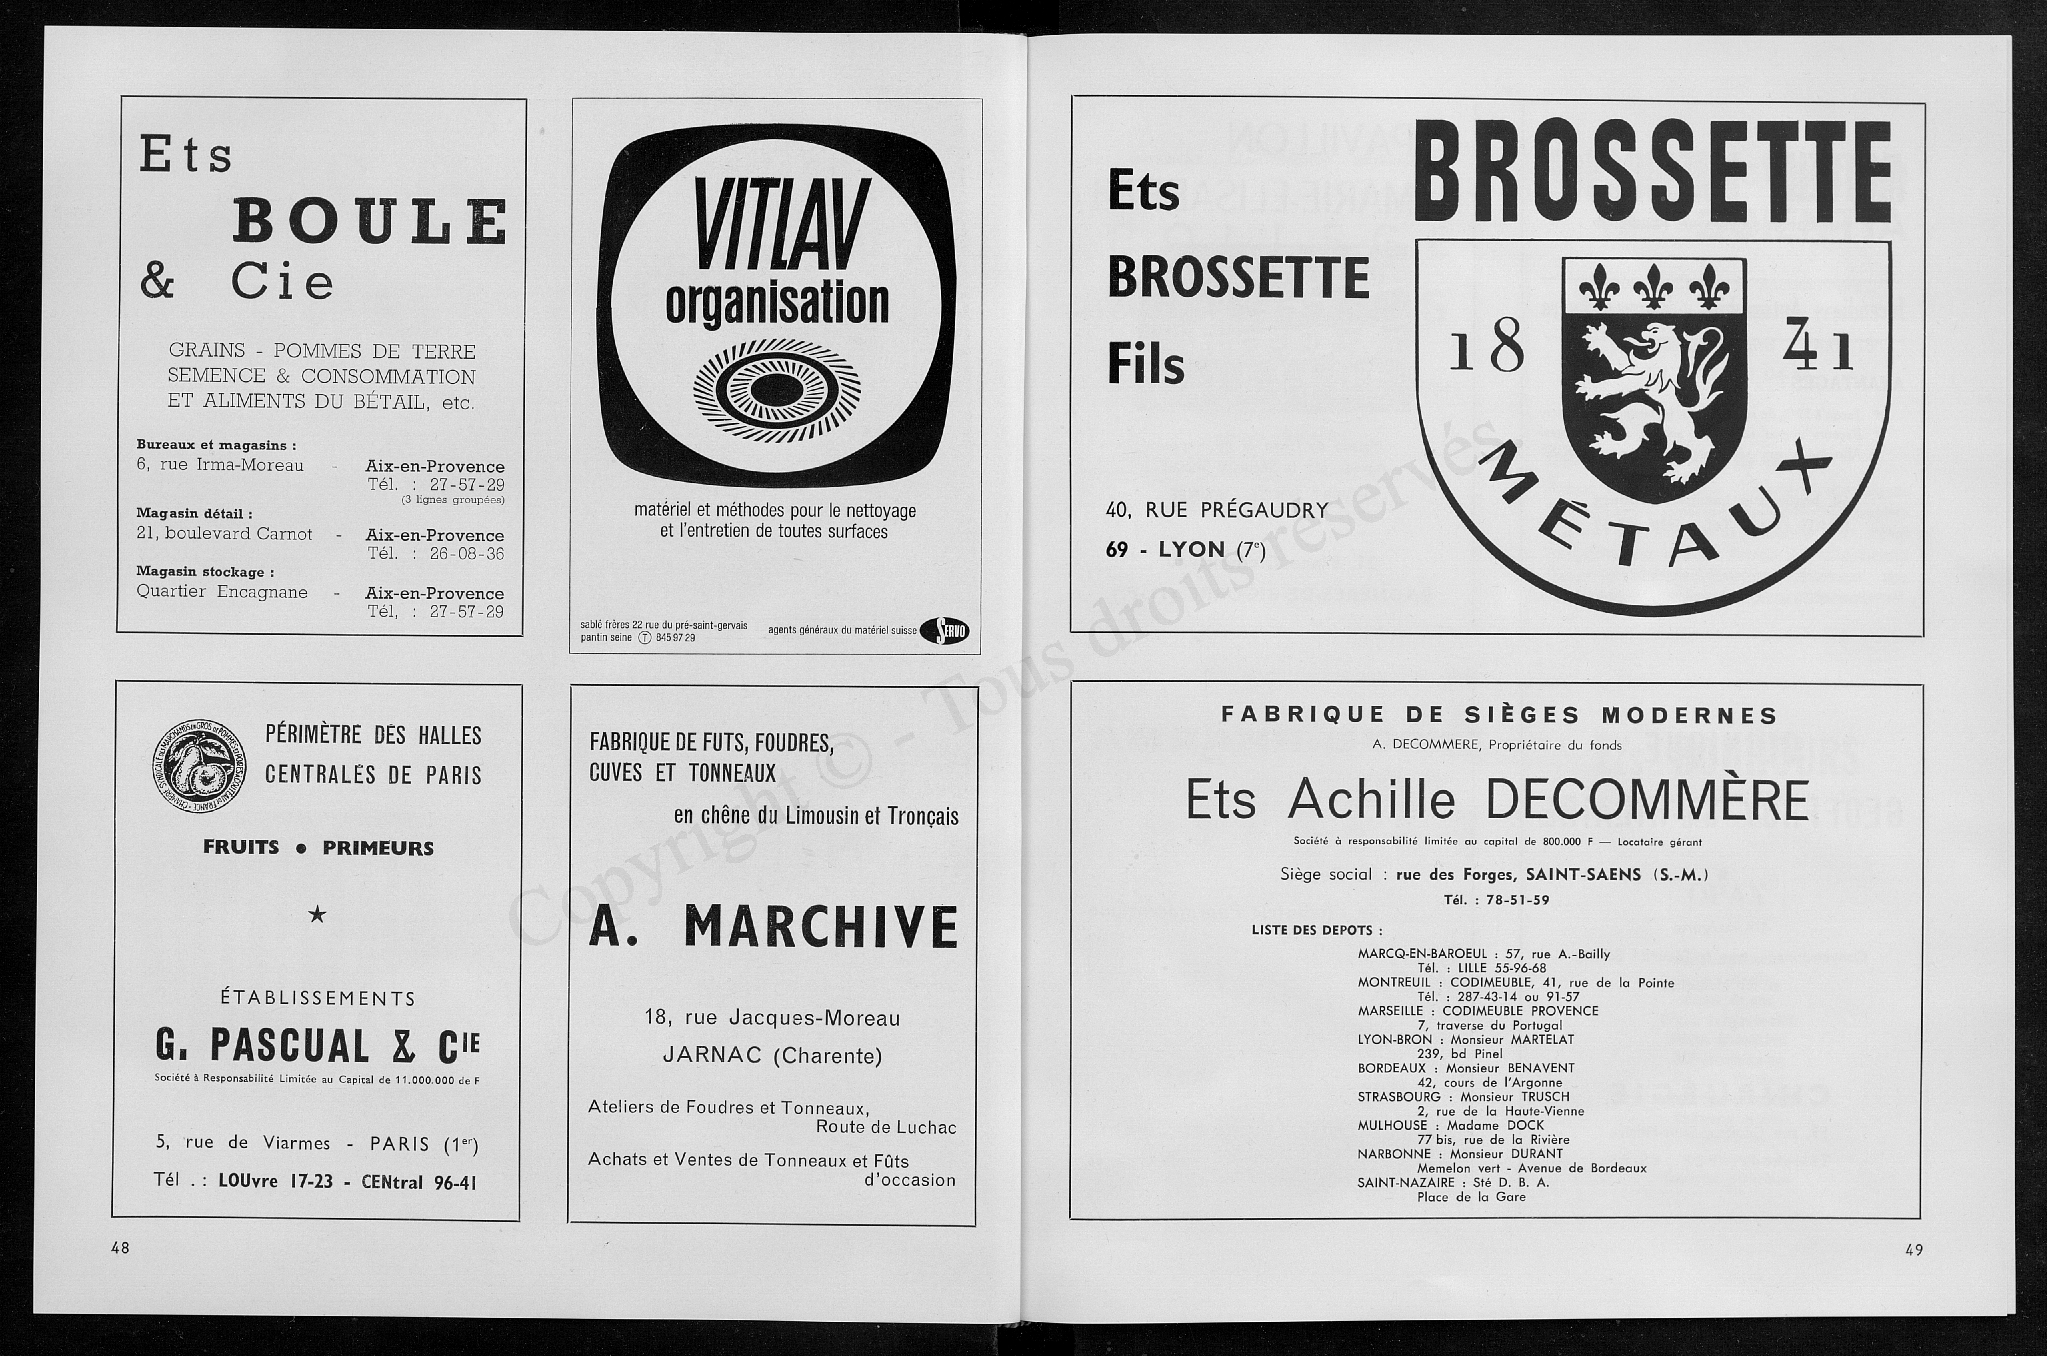 Ets
BOULE
& Cie
GRAINS - POMMES DE TERRE
SEMENCE & CONSOMMATION
ET ALIMENTS DU BÉTAIL, etc.
Bureaux et magasins :
6, rue Irma-Moreau - Aix-en-Provence
Tél. : 27-57-29
(3 lignes groupées)
Magasin détail :
21, boulevard Carnot - Aix-en-Provence
Tél. : 26-08-36
Magasin stockage :
Quartier Encagnane - Aix-en-Provence
Tél, : 27-57-29
VITLAV
organisation
matériel et méthodes pour le nettoyage
et l'entretien de toutes surfaces
sablé frères 22 rue du pré-saint-gervais
pantin seine T 845 97 29
agents généraux du matériel suisse SERVO
PÉRIMÈTRE DES HALLES
CENTRALES DE PARIS
FRUITS • PRIMEURS
★
ÉTABLISSEMENTS
G. PASCUAL & CIE
Société à Responsabilité Limitée au Capital de 11.000.000 de F
5, rue de Viarmes - PARIS (1er)
Tél . : LOUvre 17-23 - CENtral 96-41
FABRIQUE DE FUTS, FOUDRES,
CUVES ET TONNEAUX
en chêne du Limousin et Tronçais
A. MARCHIVE
18, rue Jacques-Moreau
JARNAC (Charente)
Ateliers de Foudres et Tonneaux,
Route de Luchac
Achats et Ventes de Tonneaux et Fûts
d'occasion
48
Ets
BROSSETTE
Fils
40, RUE PRÉGAUDRY
69 - LYON (7e)
BROSSETTE
1841
MÉTAUX
FABRIQUE DE SIÈGES MODERNES
A. DECOMMERE, Propriétaire du fonds
Ets Achille DECOMMÈRE
Société à responsabilité limitée au capital de 800.000 F — Locataire gérant
Siège social : rue des Forges, SAINT-SAENS (S.-M.)
Tél. : 78-51-59
LISTE DES DEPOTS :
MARCQ-EN-BAROEUL : 57, rue A.-Bailly
Tél. : LILLE 55-96-68
MONTREUIL : CODIMEUBLE, 41, rue de la Pointe
Tél. : 287-43-14 ou 91-57
MARSEILLE : CODIMEUBLE PROVENCE
7, traverse du Portugal
LYON-BRON : Monsieur MARTELAT
239, bd Pinel
BORDEAUX : Monsieur BENAVENT
42, cours de l'Argonne
STRASBOURG : Monsieur TRUSCH
2, rue de la Haute-Vienne
MULHOUSE : Madame DOCK
77 bis, rue de la Rivière
NARBONNE : Monsieur DURANT
Memelon vert - Avenue de Bordeaux
SAINT-NAZAIRE : Sté D. B. A.
Place de la Gare
49
Copyright © - Tous droits réservés.